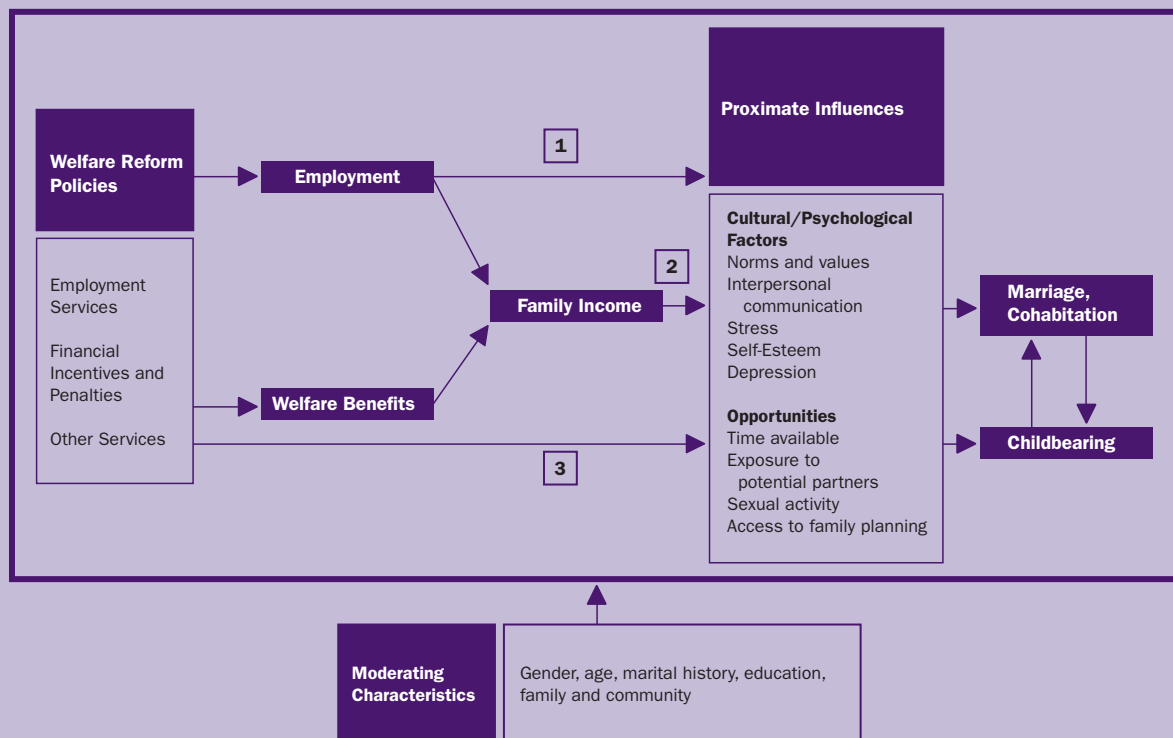 Welfare Reform
Policies
Employment
Services
Financial
Incentives and
Penalties
Other Services
Employment
Welfare Benefits
1
Family Income
2
3
Proximate Influences
Cultural/Psychological
Factors
Norms and values
Interpersonal
communication
Stress
Self-Esteem
Depression
Opportunities
Time available
Exposure to
potential partners
Sexual activity
Access to family planning
Marriage,
Cohabitation
Childbearing
Moderating
Characteristics
Gender, age, marital history, education,
family and community